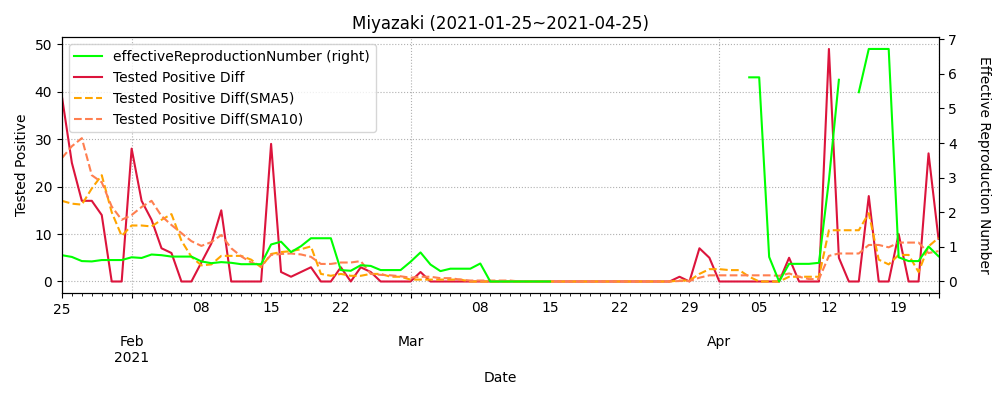 Miyazaki (2021-01-25~2021-04-25)
effectiveReproductionNumber (right)
Tested Positive Diff
Tested Positive Diff(SMA5)
Tested Positive Diff(SMA10)
Tested Positive
50
40
30
20
10
0
7
6
5
4
3
2
1
0
Effective Reproduction Number
25 08 15 22 08 15 22 29 05 12 19
Feb Mar Apr
2021
Date